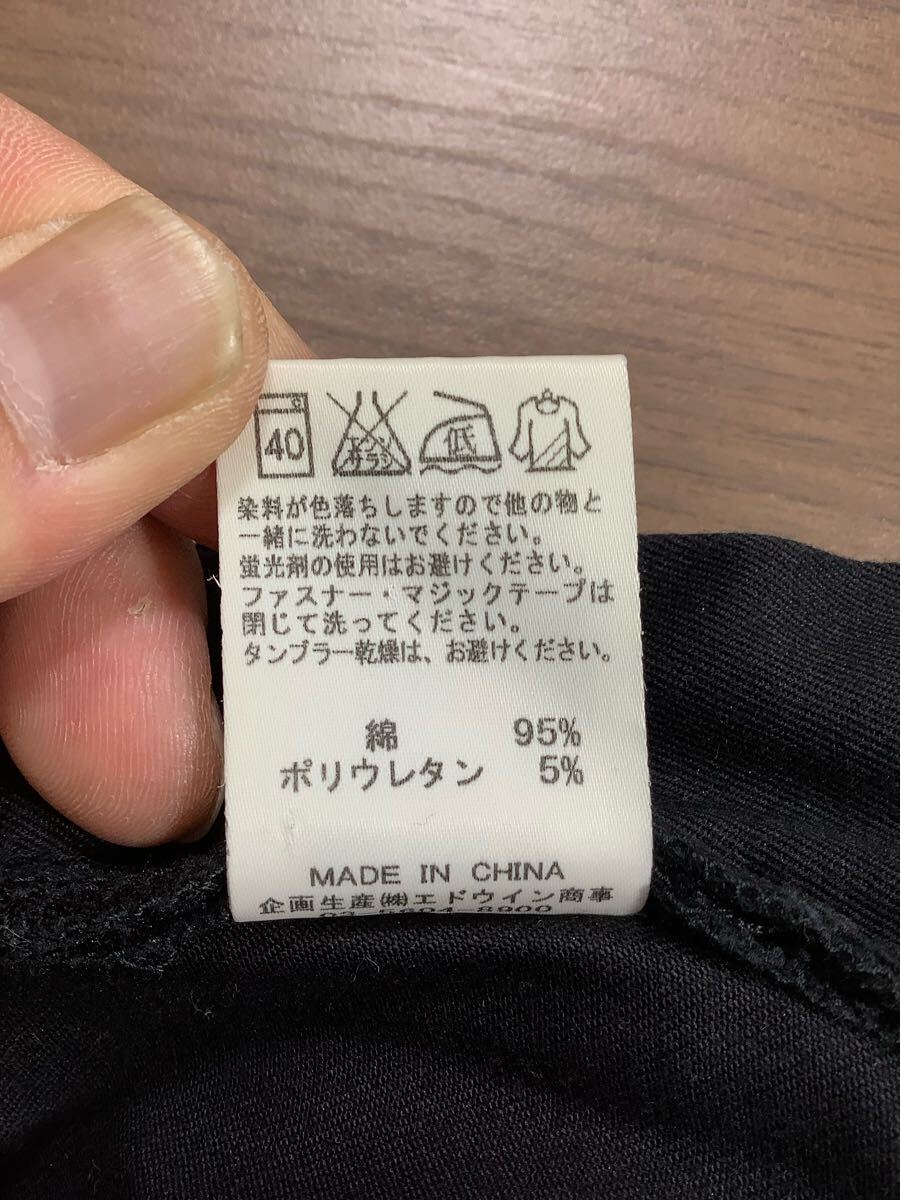 C
40
エンソ
サラシ
低
染料が色落ちしますので他の物と
一緒に洗わないでください。
蛍光剤の使用はお避けください。
ファスナー・マジックテープは
閉じて洗ってください。
タンブラー乾燥は、お避けください。
綿 95%
ポリウレタン 5%
MADE IN CHINA
企画生産㈱エドウイン商事
03-5604-8900